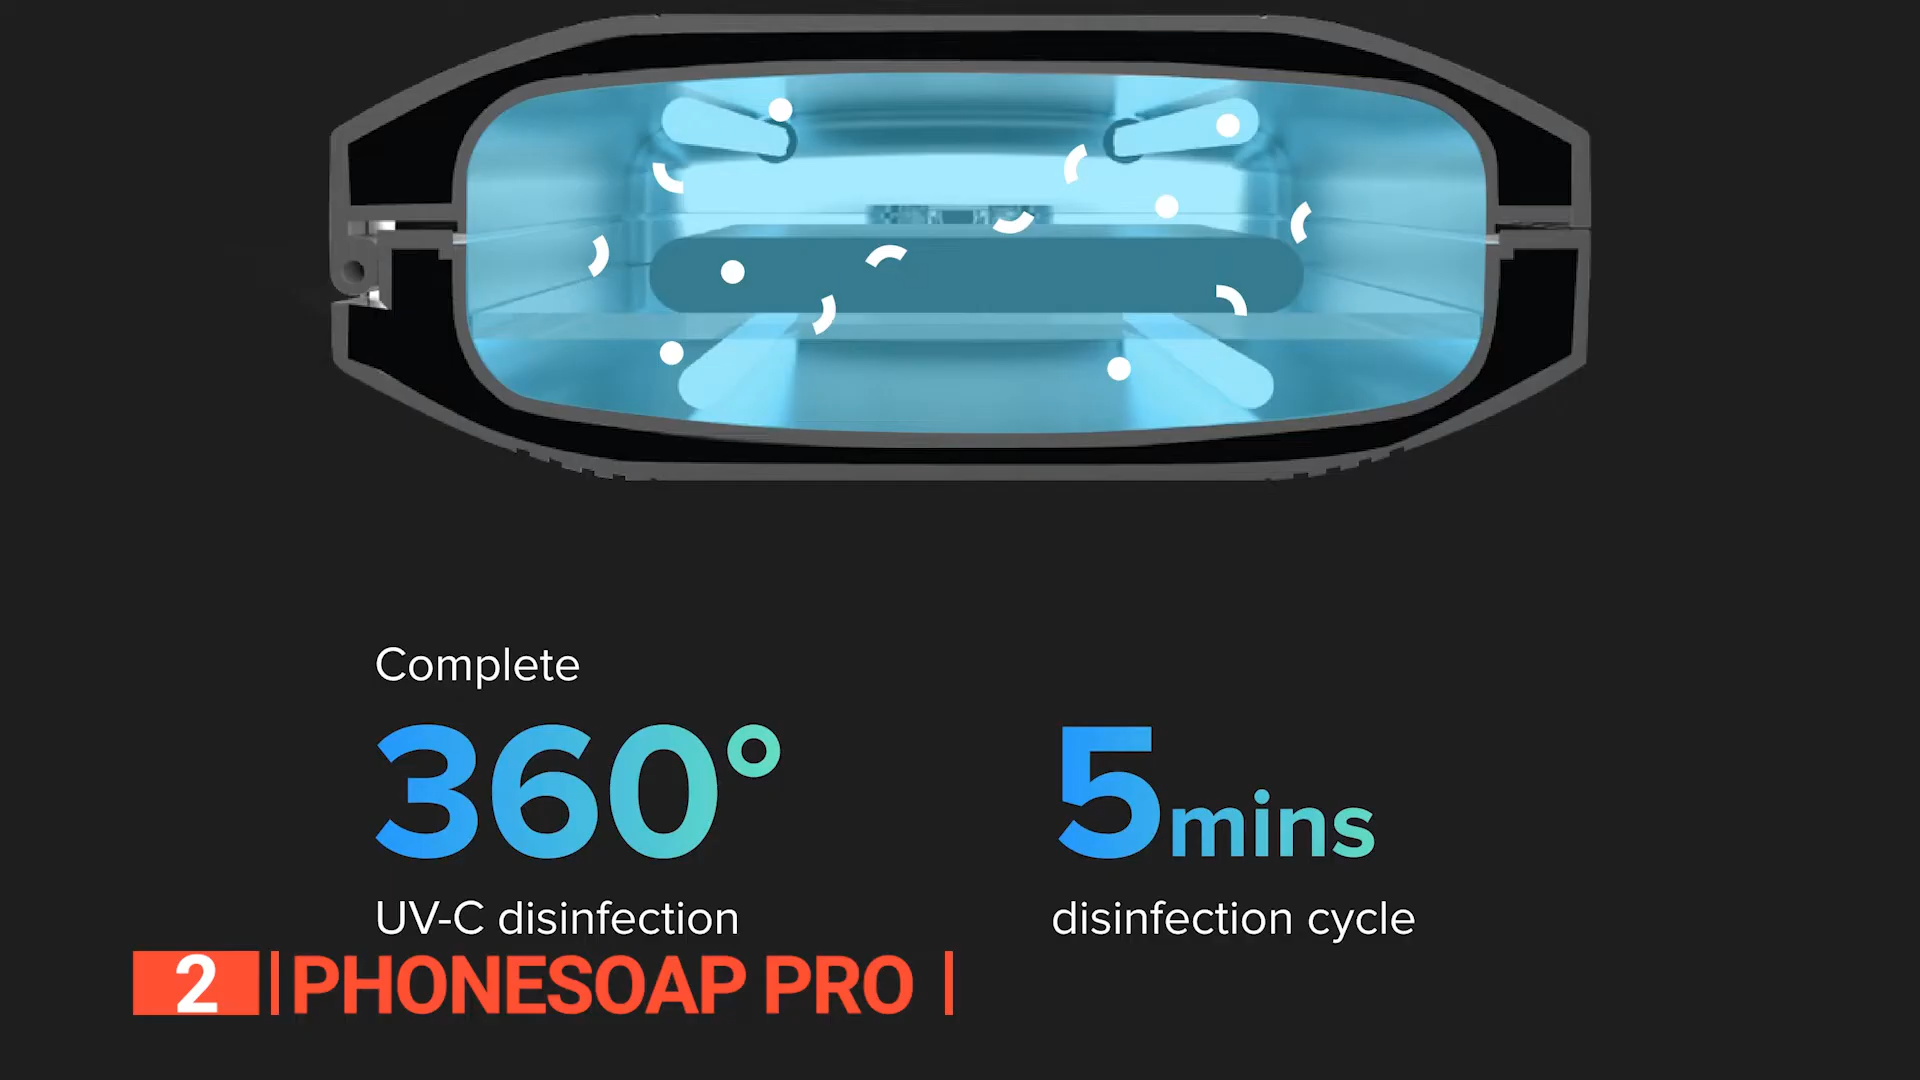 Complete
360°
UV-C disinfection
5mins
disinfection cycle
2 PHONESOAP PRO